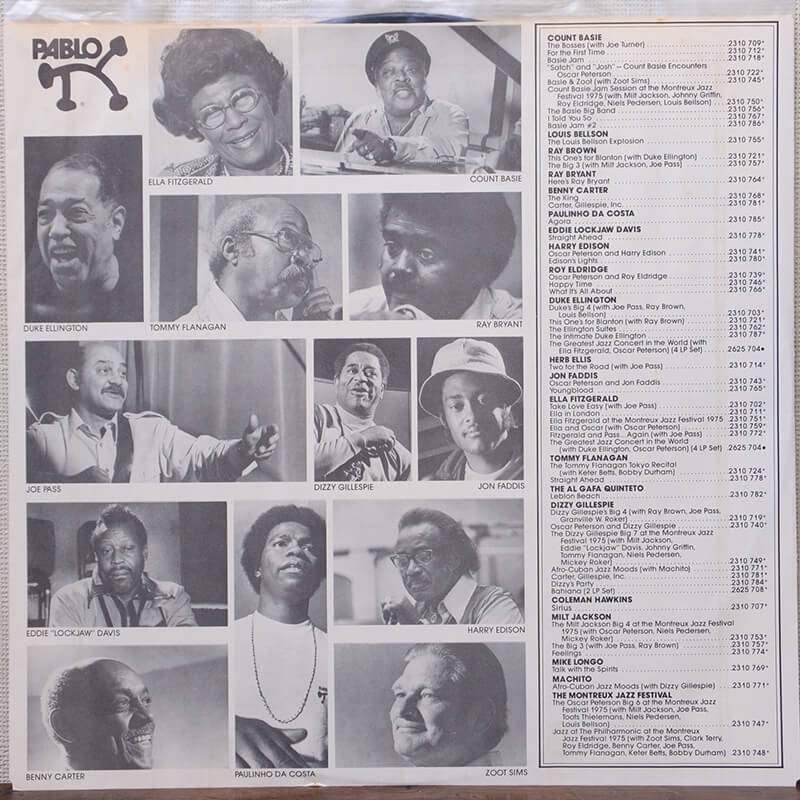 PABLO
ELLA FITZGERALD
COUNT BASIE
DUKE ELLINGTON
TOMMY FLANAGAN
RAY BRYANT
JOE PASS
DIZZY GILLESPIE
JON FADDIS
EDDIE "LOCKJAW" DAVIS
HARRY EDISON
BENNY CARTER
PAULINHO DA COSTA
ZOOT SIMS
COUNT BASIE
The Bosses (with Joe Turner) 2310 709*
For the First Time 2310 712*
Basie Jam 2310 718*
"Satch" and "Josh" – Count Basie Encounters
Oscar Peterson 2310 722*
Basie & Zoot (with Zoot Sims) 2310 745*
Count Basie Jam Session at the Montreux Jazz
Festival 1975 (with Milt Jackson, Johnny Griffin,
Roy Eldridge, Niels Pedersen, Louis Bellson) 2310 750*
The Basie Big Band 2310 756*
I Told You So 2310 767*
Basie Jam #2 2310 786*
LOUIS BELLSON
The Louis Bellson Explosion 2310 755*
RAY BROWN
This One's for Blanton (with Duke Ellington) 2310 721*
The Big 3 (with Milt Jackson, Joe Pass) 2310 757*
RAY BRYANT
Here's Ray Bryant 2310 764*
BENNY CARTER
The King 2310 768*
Carter, Gillespie, Inc. 2310 781*
PAULINHO DA COSTA
Agora 2310 785*
EDDIE LOCKJAW DAVIS
Straight Ahead 2310 778*
HARRY EDISON
Oscar Peterson and Harry Edison 2310 741*
Edison's Lights 2310 780*
ROY ELDRIDGE
Oscar Peterson and Roy Eldridge 2310 739*
Happy Time 2310 746*
What It's All About 2310 766*
DUKE ELLINGTON
Duke's Big 4 (with Joe Pass, Ray Brown,
Louis Bellson) 2310 703*
This One's for Blanton (with Ray Brown) 2310 721*
The Ellington Suites 2310 762*
The Intimate Duke Ellington 2310 787*
The Greatest Jazz Concert in the World (with
Ella Fitzgerald, Oscar Peterson) (4 LP Set) 2625 704•
HERB ELLIS
Two for the Road (with Joe Pass) 2310 714*
JON FADDIS
Oscar Peterson and Jon Faddis 2310 743*
Youngblood 2310 765*
ELLA FITZGERALD
Take Love Easy (with Joe Pass) 2310 702*
Ella in London 2310 711*
Ella Fitzgerald at the Montreux Jazz Festival 1975 2310 751*
Ella and Oscar (with Oscar Peterson) 2310 759*
Fitzgerald and Pass... Again (with Joe Pass) 2310 772*
The Greatest Jazz Concert in the World
(with Duke Ellington, Oscar Peterson) (4 LP Set) 2625 704•
TOMMY FLANAGAN
The Tommy Flanagan Tokyo Recital
(with Keter Betts, Bobby Durham) 2310 724*
Straight Ahead 2310 778*
THE AL GAFA QUINTETO
Leblon Beach 2310 782*
DIZZY GILLESPIE
Dizzy Gillespie's Big 4 (with Ray Brown, Joe Pass,
Granville W. Roker) 2310 719*
Oscar Peterson and Dizzy Gillespie 2310 740*
The Dizzy Gillespie Big 7 at the Montreux Jazz
Festival 1975 (with Milt Jackson,
Eddie "Lockjaw" Davis, Johnny Griffin,
Tommy Flanagan, Niels Pedersen,
Mickey Roker) 2310 749*
Afro-Cuban Jazz Moods (with Machito) 2310 771*
Carter, Gillespie, Inc. 2310 781*
Dizzy's Party 2310 784*
Bahiana (2 LP Set) 2625 708*
COLEMAN HAWKINS
Sirius 2310 707*
MILT JACKSON
The Milt Jackson Big 4 at the Montreux Jazz Festival
1975 (with Oscar Peterson, Niels Pedersen,
Mickey Roker) 2310 753*
The Big 3 (with Joe Pass, Ray Brown) 2310 757*
Feelings 2310 774*
MIKE LONGO
Talk with the Spirits 2310 769*
MACHITO
Afro-Cuban Jazz Moods (with Dizzy Gillespie) 2310 771*
THE MONTREUX JAZZ FESTIVAL
The Oscar Peterson Big 6 at the Montreux Jazz
Festival 1975 (with Milt Jackson, Joe Pass,
Toots Thielemans, Niels Pedersen,
Louis Bellson) 2310 747*
Jazz at The Philharmonic at the Montreux
Jazz Festival 1975 (with Zoot Sims, Clark Terry,
Roy Eldridge, Benny Carter, Joe Pass,
Tommy Flanagan, Keter Betts, Bobby Durham) 2310 748*